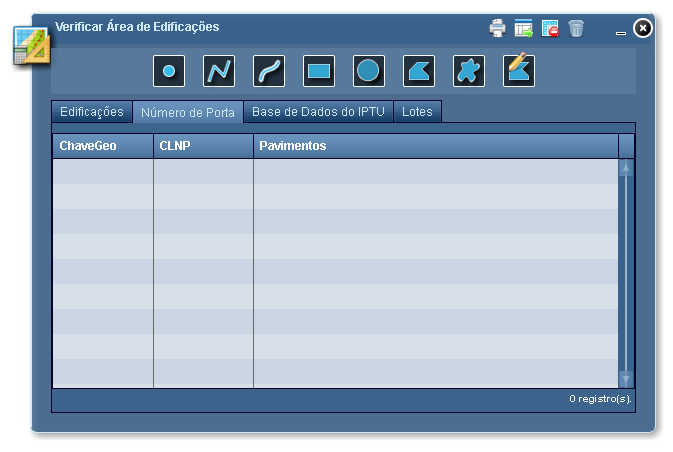 Verificar Área de Edificações
Edificações Número de Porta Base de Dados do IPTU Lotes
ChaveGeo CLNP Pavimentos
0 registro(s).